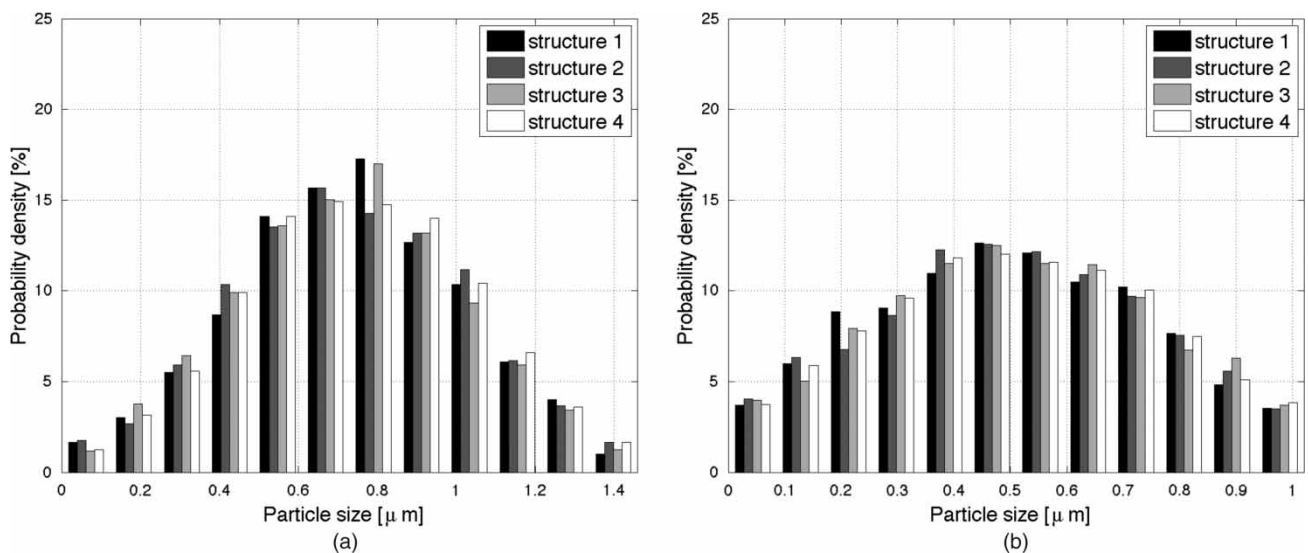 25
20
15
10
5
0
Probability density [%]
structure 1
structure 2
structure 3
structure 4
0 0.2 0.4 0.6 0.8 1 1.2 1.4
Particle size [μ m]
(a)
25
20
15
10
5
0
Probability density [%]
structure 1
structure 2
structure 3
structure 4
0 0.1 0.2 0.3 0.4 0.5 0.6 0.7 0.8 0.9 1
Particle size [μ m]
(b)